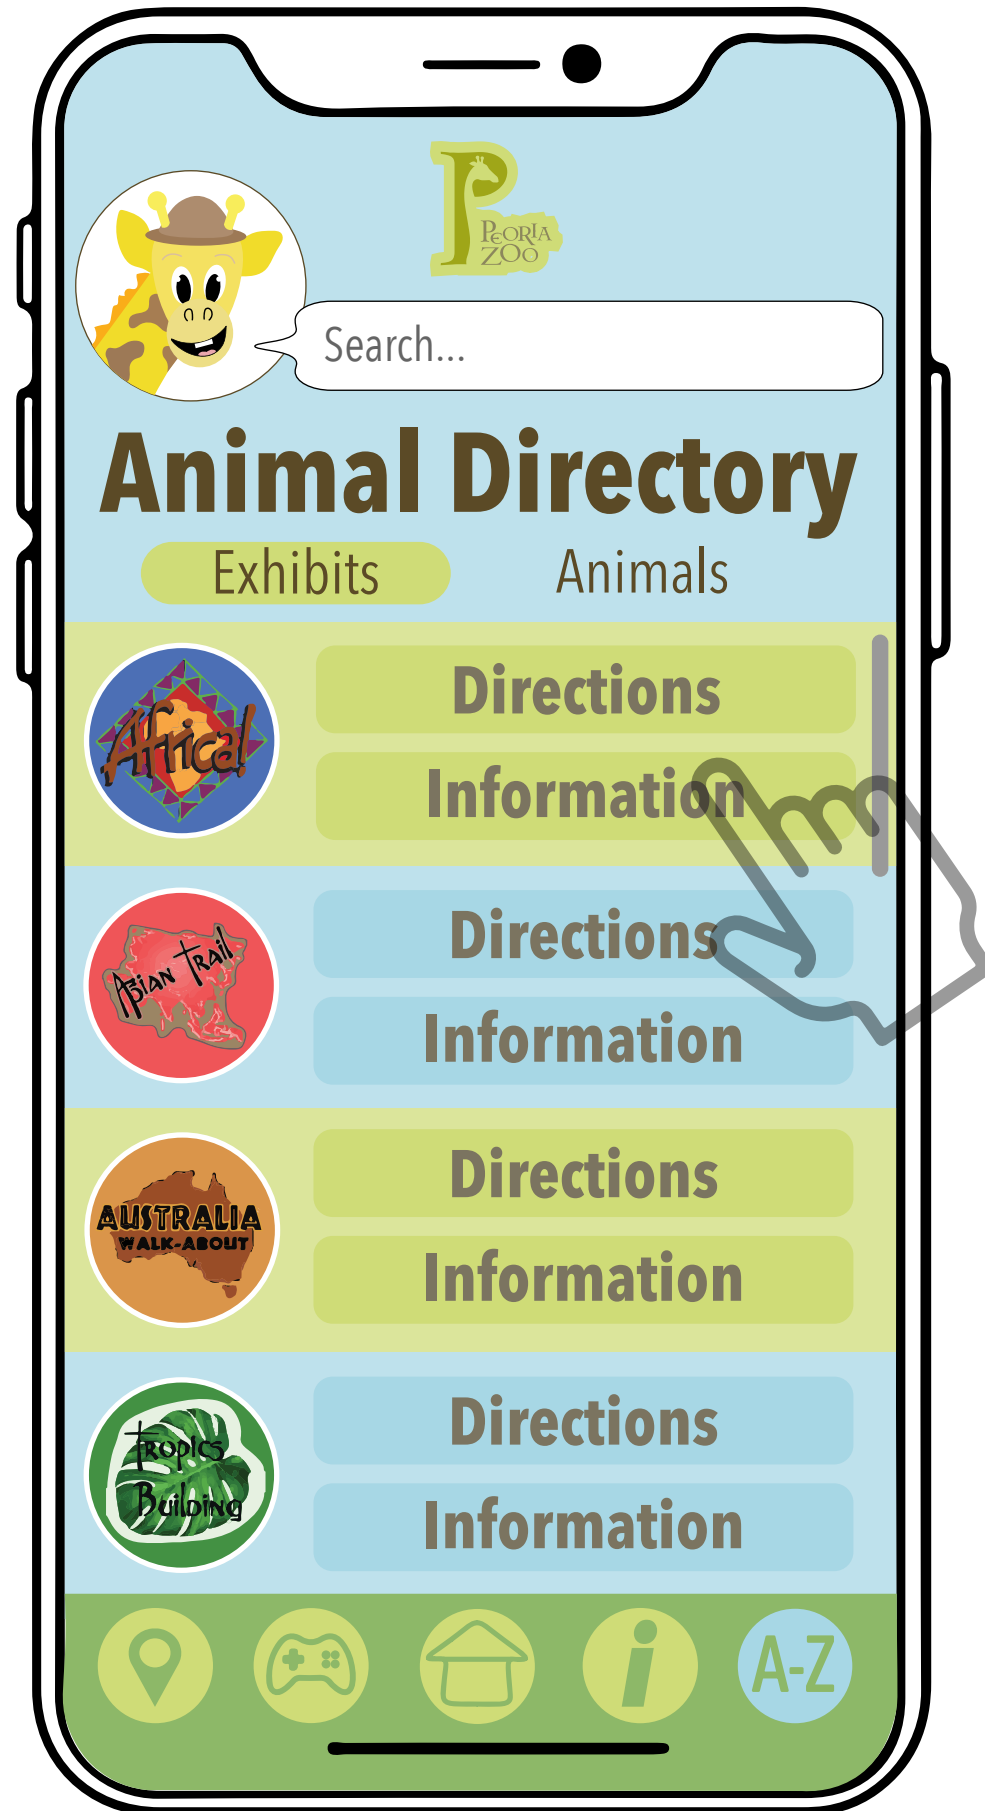 P
PEORIA
ZOO
Search...
Animal Directory
Exhibits Animals
Africa!
Directions
Information
Asian Trail
Directions
Information
AUSTRALIA
WALK-ABOUT
Directions
Information
Tropics
Building
Directions
Information
i
A-Z